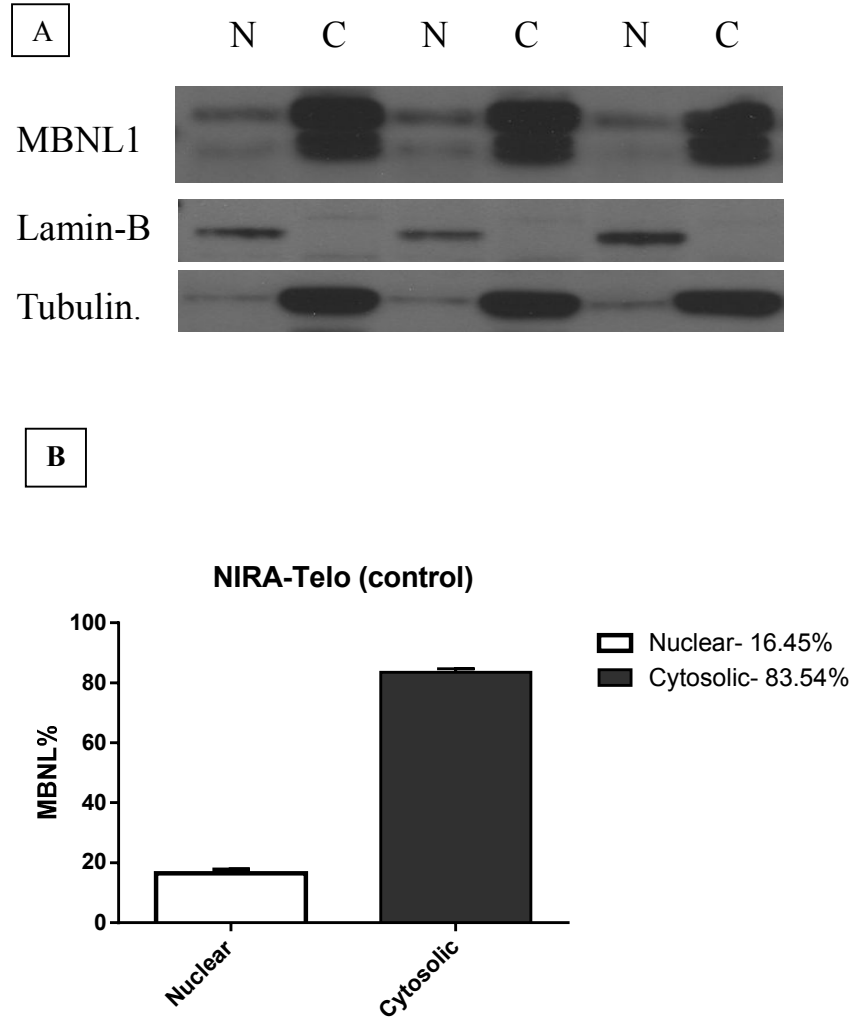 A
N C N C N C
MBNL1
Lamin-B
Tubulin.
B
NIRA-Telo (control)
100
80
60
40
20
0
MBNL%
Nuclear
Cytosolic
Nuclear- 16.45%
Cytosolic- 83.54%